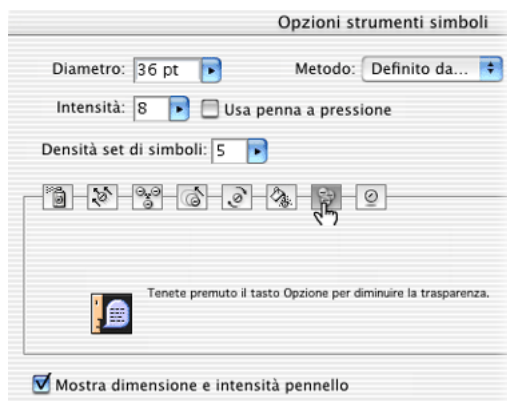 Opzioni strumenti simboli
Diametro: 36 pt Metodo: Definito da...
Intensità: 8 Usa penna a pressione
Densità set di simboli: 5
Tenete premuto il tasto Opzione per diminuire la trasparenza.
Mostra dimensione e intensità pennello